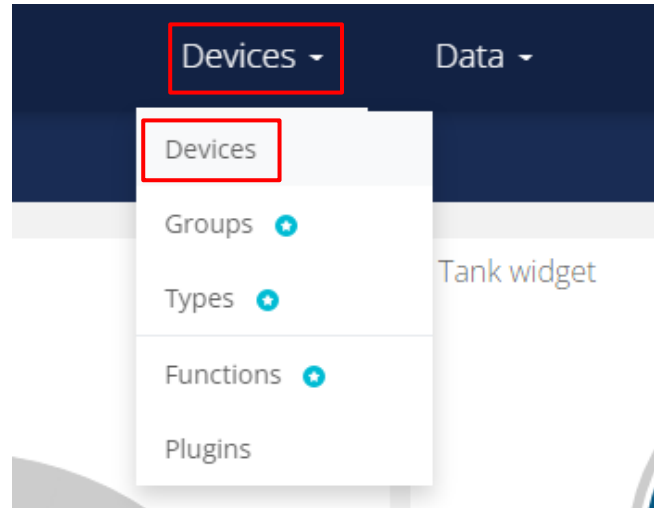 Devices
Data
Devices
Groups
Types
Tank widget
Functions
Plugins